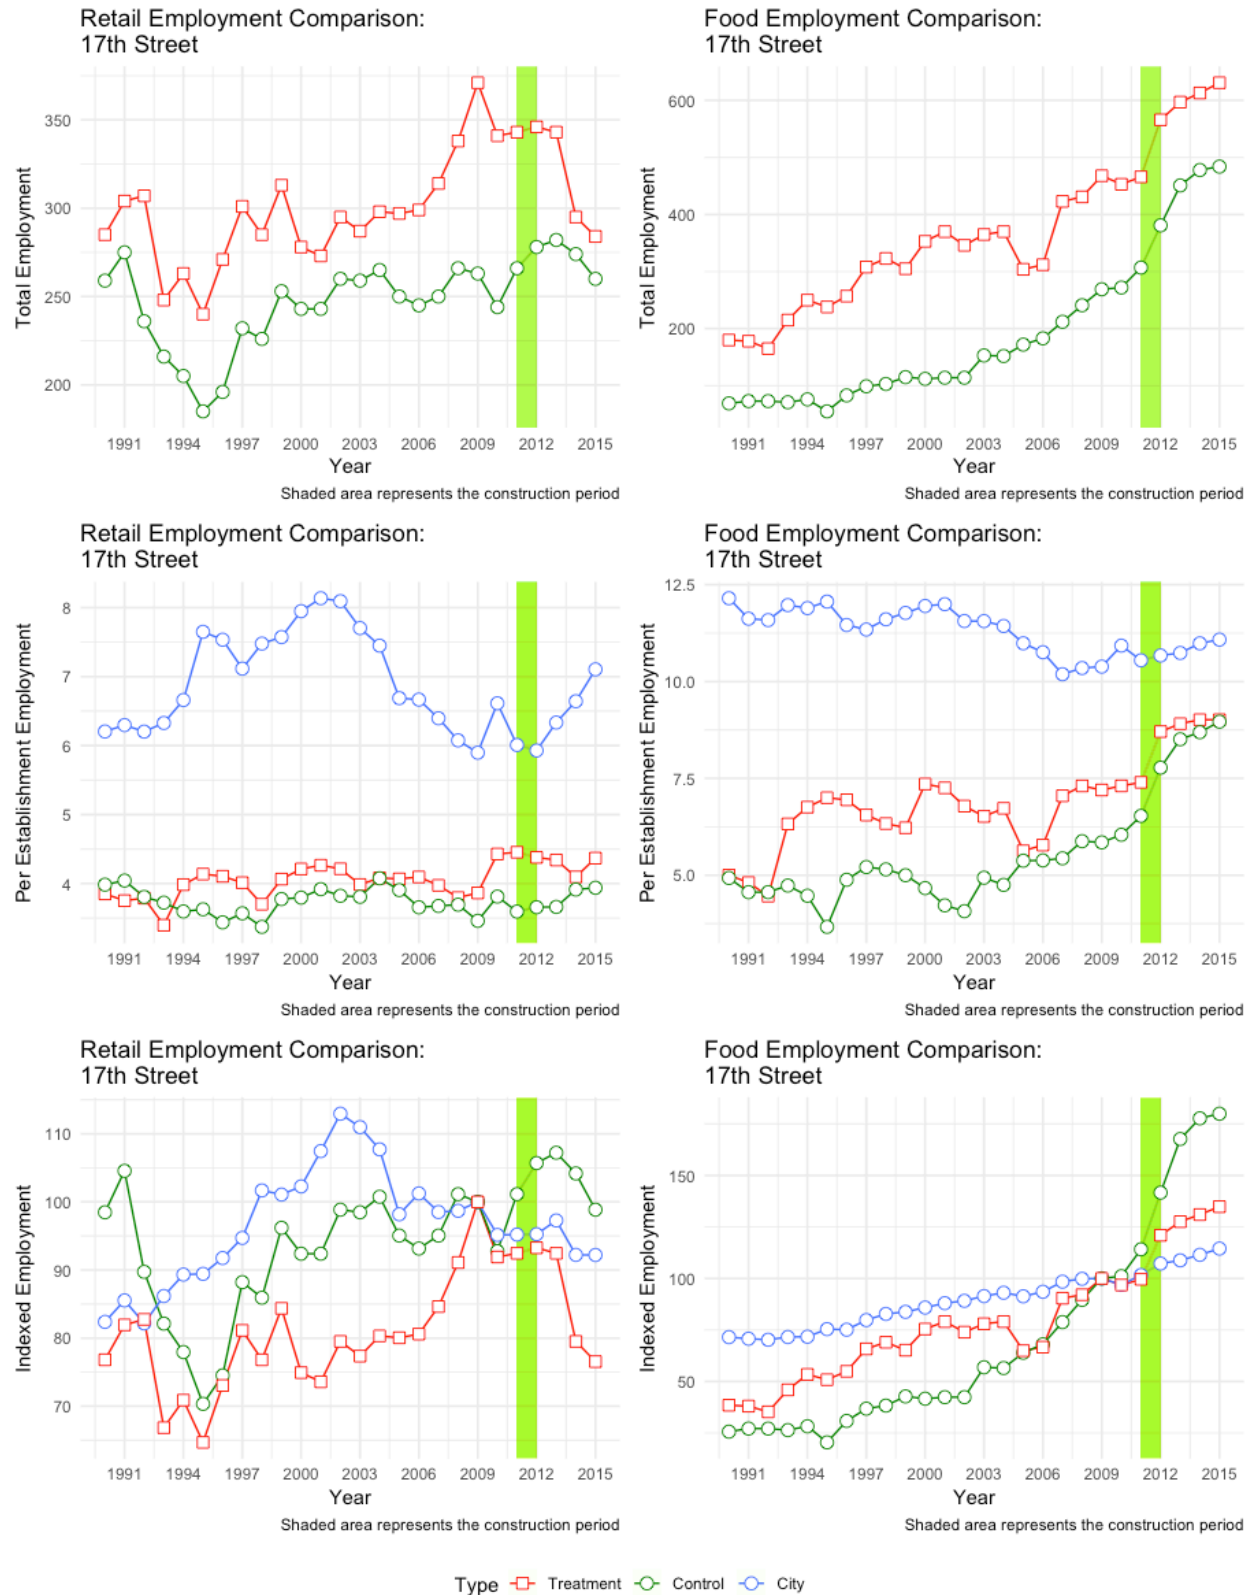 Retail Employment Comparison:
17th Street
Total Employment
350
300
250
200
1991 1994 1997 2000 2003 2006 2009 2012 2015
Year
Shaded area represents the construction period
Food Employment Comparison:
17th Street
Total Employment
600
400
200
1991 1994 1997 2000 2003 2006 2009 2012 2015
Year
Shaded area represents the construction period
Retail Employment Comparison:
17th Street
Per Establishment Employment
8
7
6
5
4
1991 1994 1997 2000 2003 2006 2009 2012 2015
Year
Shaded area represents the construction period
Food Employment Comparison:
17th Street
Per Establishment Employment
12.5
10.0
7.5
5.0
1991 1994 1997 2000 2003 2006 2009 2012 2015
Year
Shaded area represents the construction period
Retail Employment Comparison:
17th Street
Indexed Employment
110
100
90
80
70
1991 1994 1997 2000 2003 2006 2009 2012 2015
Year
Shaded area represents the construction period
Food Employment Comparison:
17th Street
Indexed Employment
150
100
50
1991 1994 1997 2000 2003 2006 2009 2012 2015
Year
Shaded area represents the construction period
Type Treatment Control City